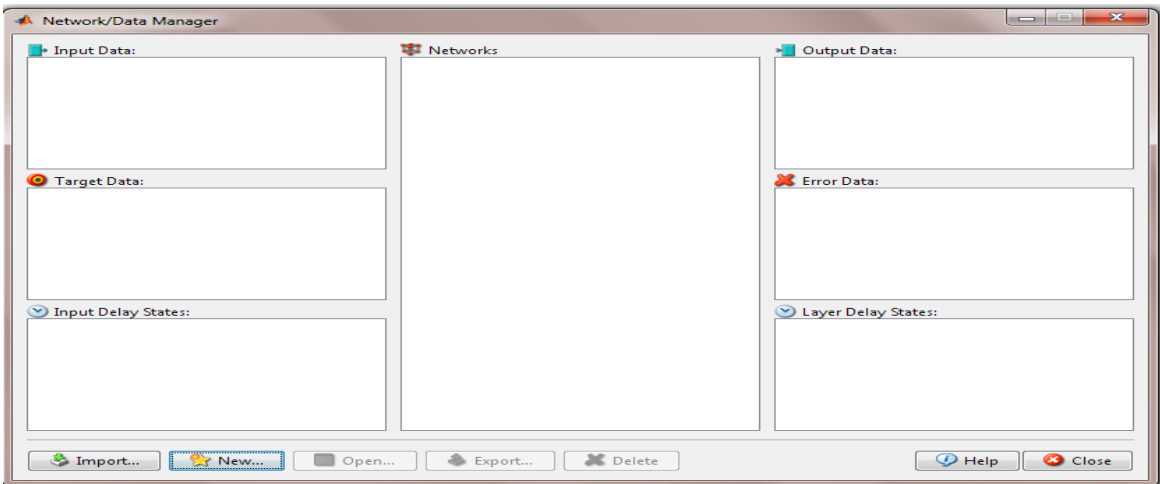 Network/Data Manager
Input Data:
Networks
Output Data:
Target Data:
Error Data:
Input Delay States:
Layer Delay States:
Import...
New...
Open...
Export...
Delete
Help
Close